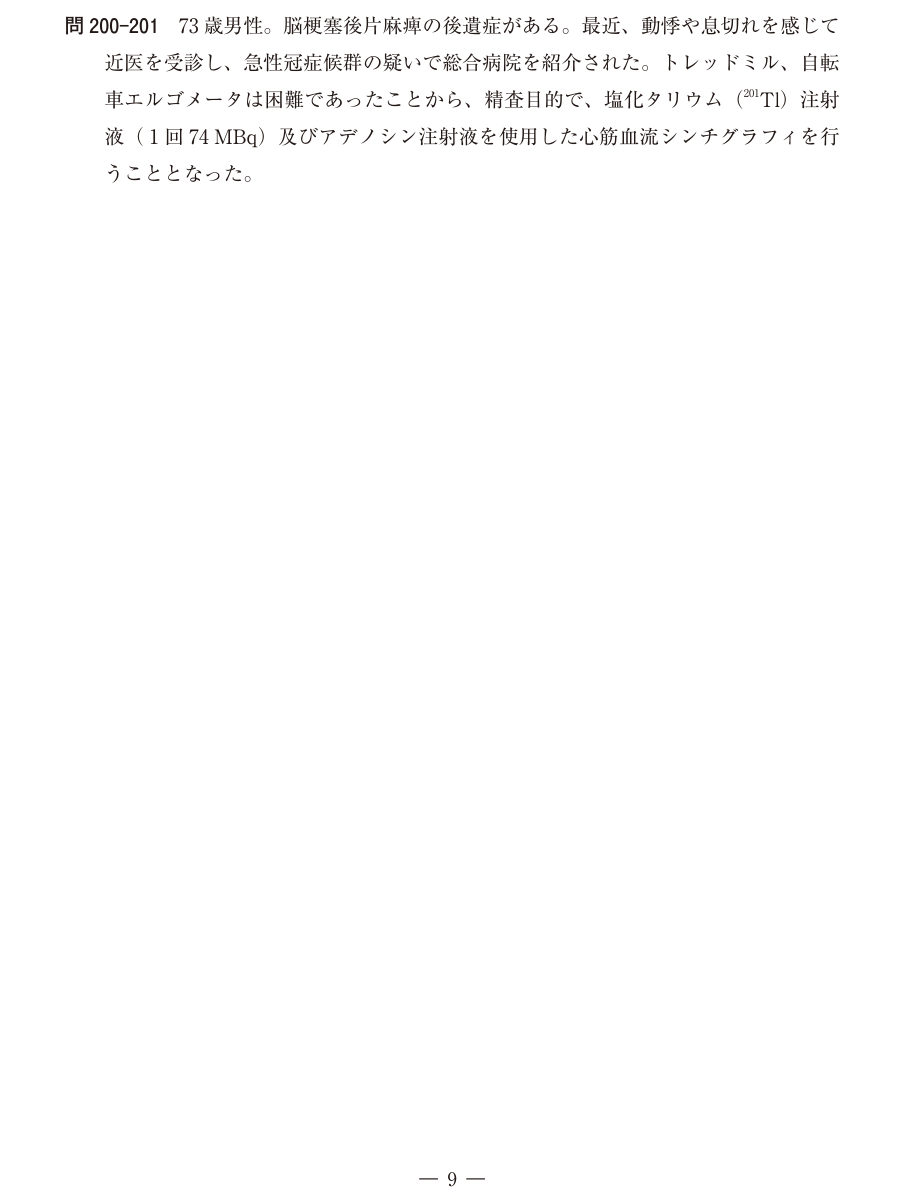 問 200-201　73 歳男性。脳梗塞後片麻痺の後遺症がある。最近、動悸や息切れを感じて
近医を受診し、急性冠症候群の疑いで総合病院を紹介された。トレッドミル、自転
車エルゴメータは困難であったことから、精査目的で、塩化タリウム（²⁰¹Tl）注射
液（1 回 74 MBq）及びアデノシン注射液を使用した心筋血流シンチグラフィを行
うこととなった。
— 9 —